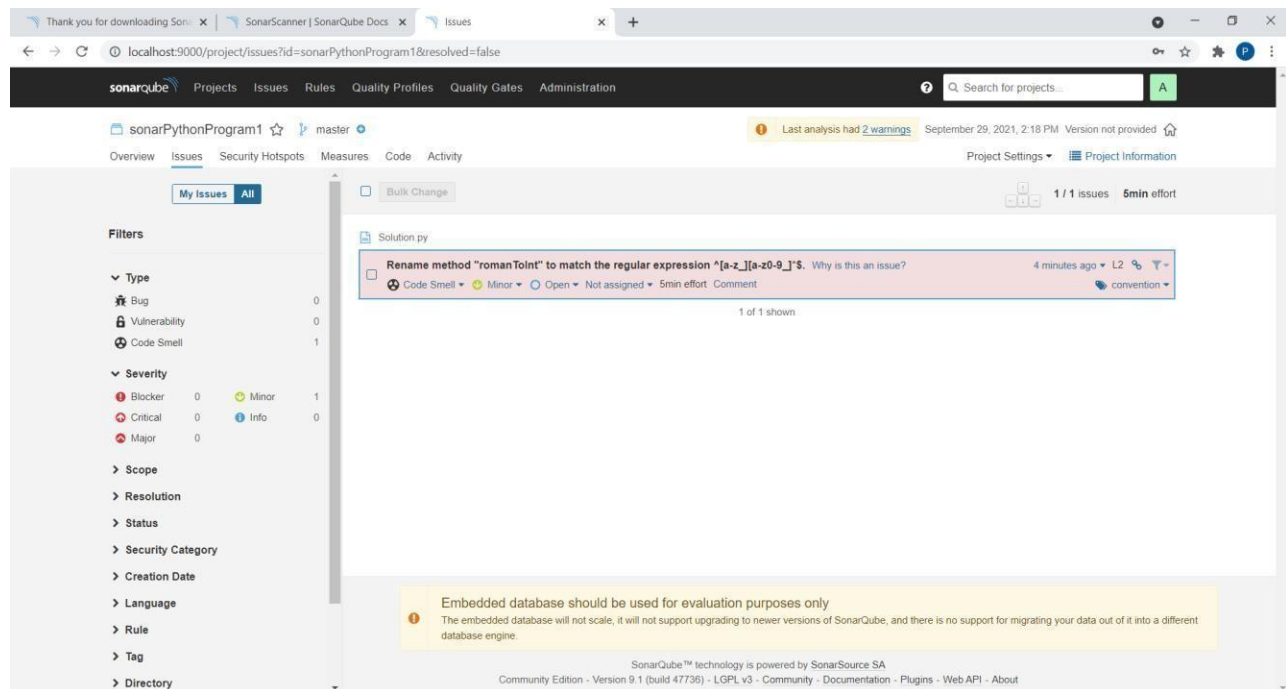 Thank you for downloading Son
SonarScanner | SonarQube Docs
Issues
localhost:9000/project/issues?id=sonarPythonProgram1&resolved=false
P
sonarqube
Projects Issues Rules Quality Profiles Quality Gates Administration
Search for projects...
A
sonarPythonProgram1 master
Last analysis had 2 warnings September 29, 2021, 2:18 PM Version not provided
Overview Issues Security Hotspots Measures Code Activity
Project Settings Project Information
My Issues All
Bulk Change
1 / 1 issues 5min effort
Filters
Solution.py
Rename method "romanToInt" to match the regular expression ^[a-z_][a-z0-9_]*$. Why is this an issue?
4 minutes ago L2
Code Smell Minor Open Not assigned 5min effort Comment
convention
1 of 1 shown
Type
Bug 0
Vulnerability 0
Code Smell 1
Severity
Blocker 0 Minor 1
Critical 0 Info 0
Major 0
Scope
Resolution
Status
Security Category
Creation Date
Language
Rule
Tag
Directory
Embedded database should be used for evaluation purposes only
The embedded database will not scale, it will not support upgrading to newer versions of SonarQube, and there is no support for migrating your data out of it into a different
database engine.
SonarQube™ technology is powered by SonarSource SA
Community Edition - Version 9.1 (build 47736) - LGPL v3 - Community - Documentation - Plugins - Web API - About